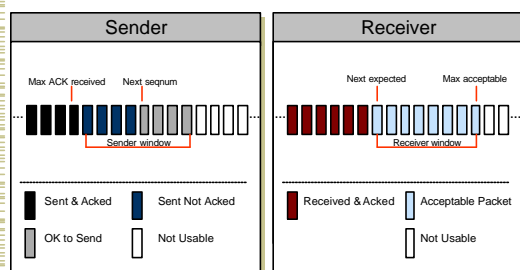 Sender
Max ACK received Next seqnum
Sender window
Sent & Acked Sent Not Acked
OK to Send Not Usable
Receiver
Next expected Max acceptable
Receiver window
Received & Acked Acceptable Packet
Not Usable